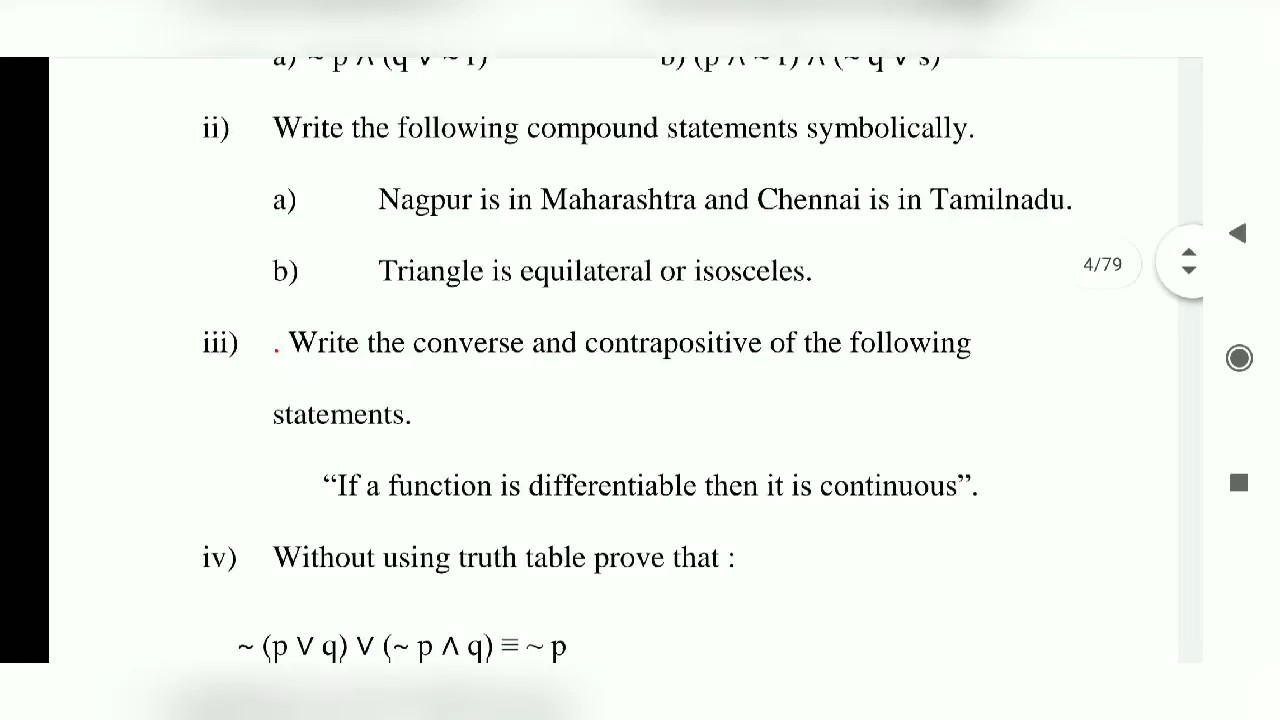 a) ~ p ∧ (q ∨ ~ r) b) (p ∧ ~ r) ∧ (~ q ∨ s)
ii) Write the following compound statements symbolically.
a) Nagpur is in Maharashtra and Chennai is in Tamilnadu.
b) Triangle is equilateral or isosceles.
4/79
iii) . Write the converse and contrapositive of the following
statements.
“If a function is differentiable then it is continuous”.
iv) Without using truth table prove that :
~ (p ∨ q) ∨ (~ p ∧ q) ≡ ~ p